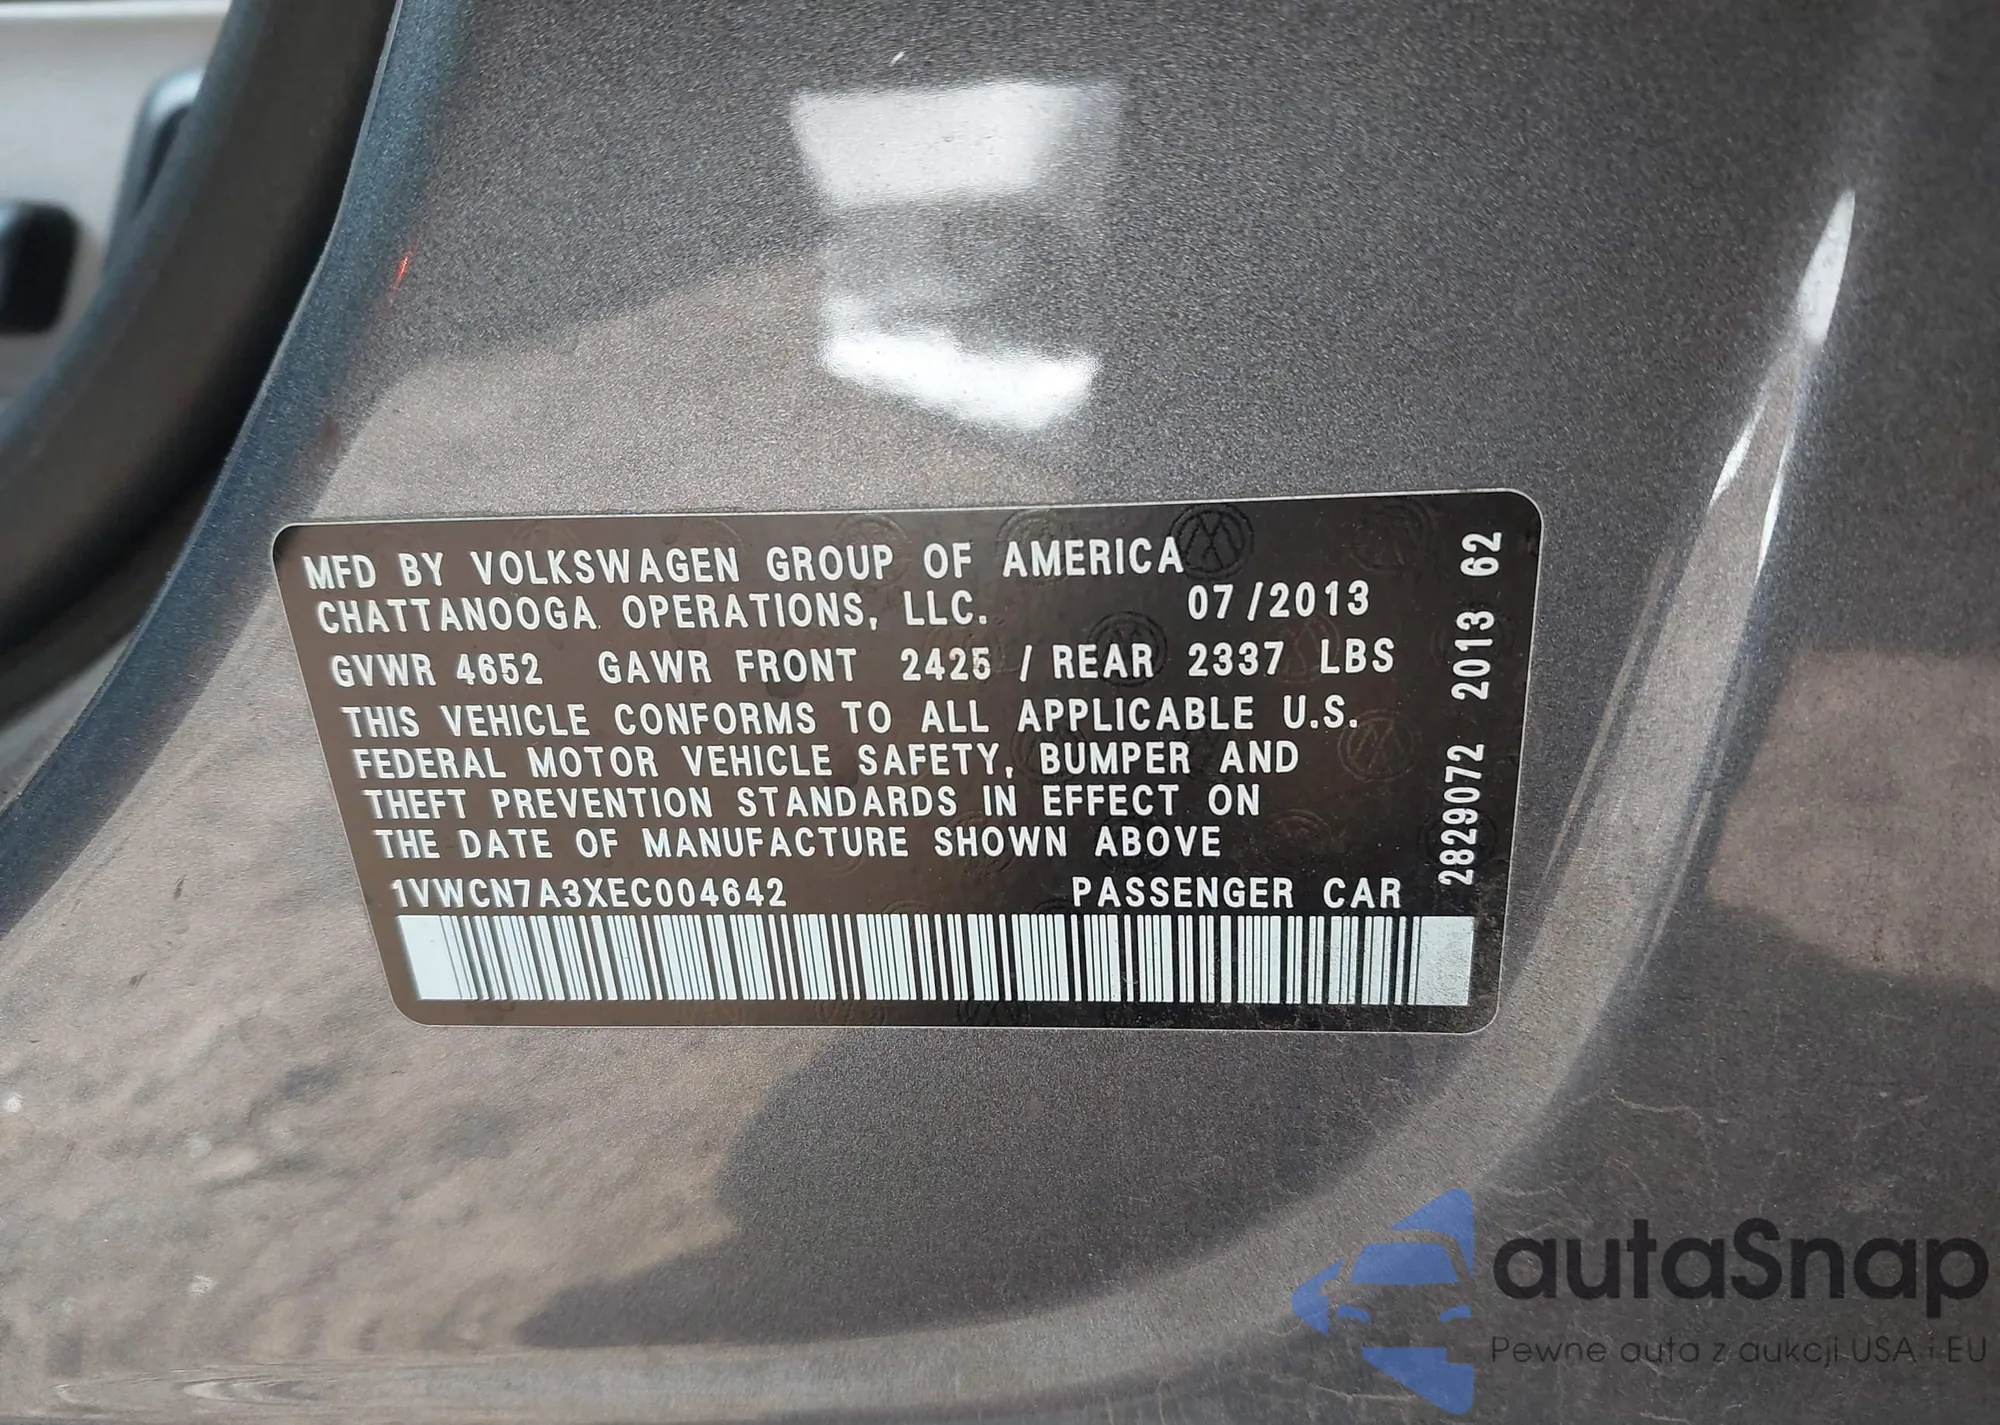 MFD BY VOLKSWAGEN GROUP OF AMERICA
CHATTANOOGA OPERATIONS, LLC. 07/2013
GVWR 4652 GAWR FRONT 2425 / REAR 2337 LBS
THIS VEHICLE CONFORMS TO ALL APPLICABLE U.S.
FEDERAL MOTOR VEHICLE SAFETY, BUMPER AND
THEFT PREVENTION STANDARDS IN EFFECT ON
THE DATE OF MANUFACTURE SHOWN ABOVE
1VWCN7A3XEC004642 PASSENGER CAR
2829072 2013 62
autaSnap
Pewne auta z aukcji USA i EU